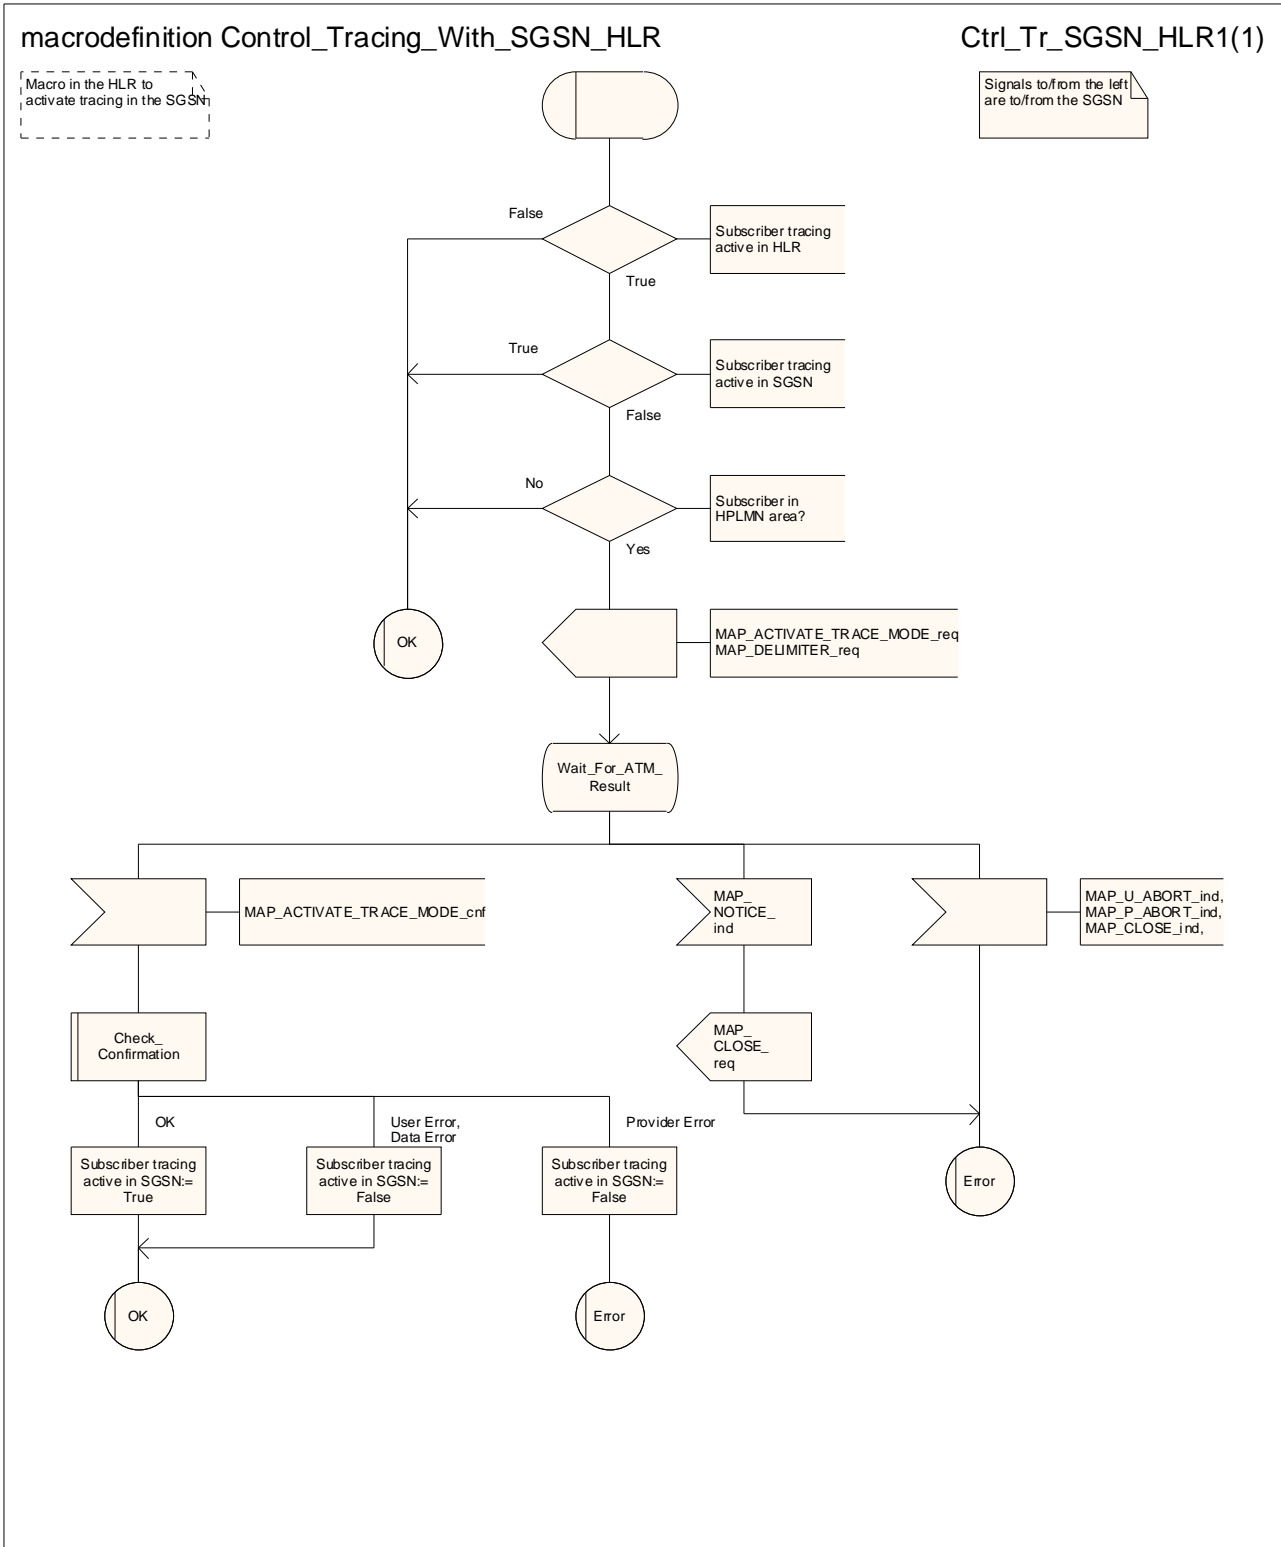 macrodefinition Control_Tracing_With_SGSN_HLR
Ctrl_Tr_SGSN_HLR1(1)
Macro in the HLR to
activate tracing in the SGSN
Signals to/from the left
are to/from the SGSN
False
Subscriber tracing
active in HLR
True
True
Subscriber tracing
active in SGSN
False
No
Subscriber in
HPLMN area?
Yes
OK
MAP_ACTIVATE_TRACE_MODE_req
MAP_DELIMITER_req
Wait_For_ATM_
Result
MAP_ACTIVATE_TRACE_MODE_cnf
MAP_
NOTICE_
ind
MAP_U_ABORT_ind,
MAP_P_ABORT_ind,
MAP_CLOSE_ind,
Check_
Confirmation
MAP_
CLOSE_
req
OK
User Error,
Data Error
Provider Error
Subscriber tracing
active in SGSN:=
True
Subscriber tracing
active in SGSN:=
False
Subscriber tracing
active in SGSN:=
False
Error
OK
Error